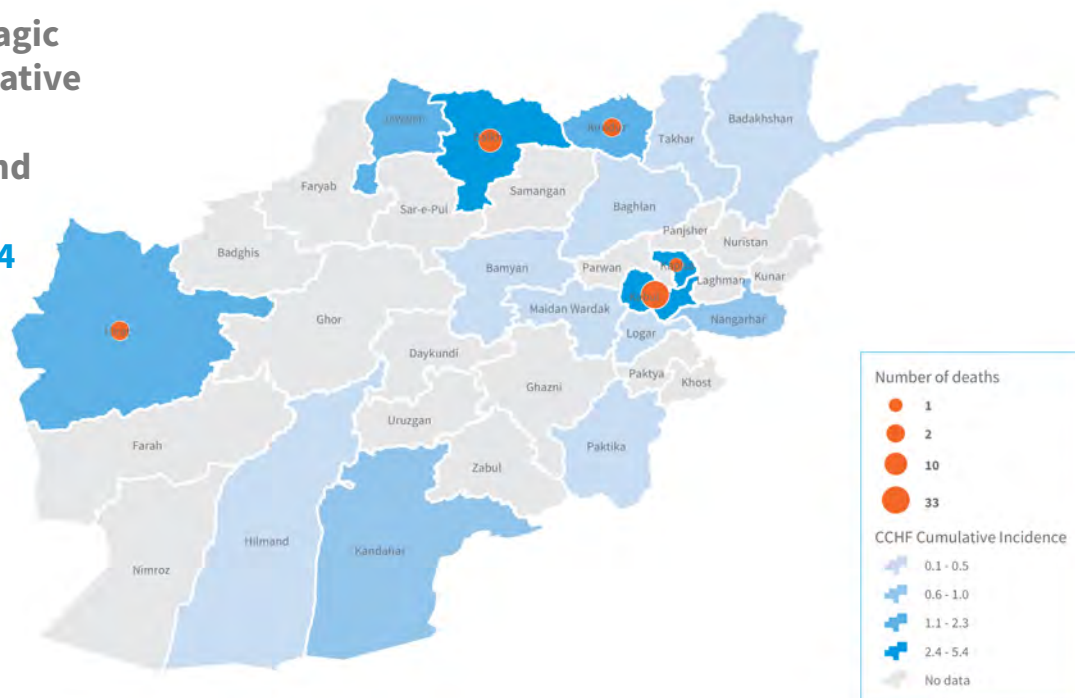 agic
ative
nd
4
Badakhshan
Takhar
Faryab
Samangan
Sar-e-Pul
Baghlan
Panjsher
Nuristan
Badghis
Bamyan
Parwan
Laghman
Kunar
Maidan Wardak
Nangarhar
Ghor
Logar
Daykundi
Paktya
Khost
Ghazni
Uruzgan
Farah
Zabul
Paktika
Hilmand
Kandahar
Nimroz
Number of deaths
1
2
10
33
CCHF Cumulative Incidence
0.1 - 0.5
0.6 - 1.0
1.1 - 2.3
2.4 - 5.4
No data